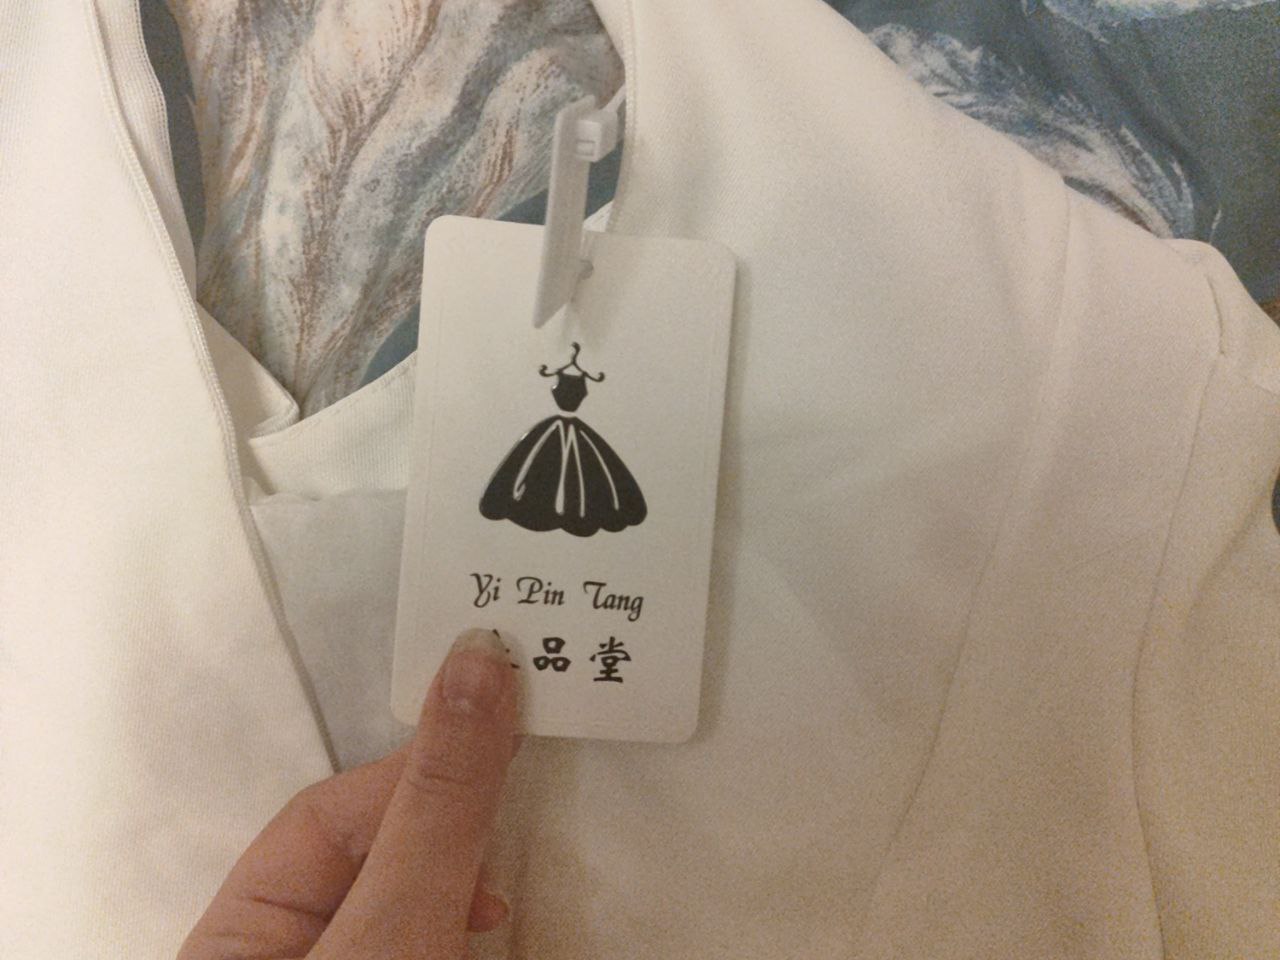 Yi Pin Tang
品堂